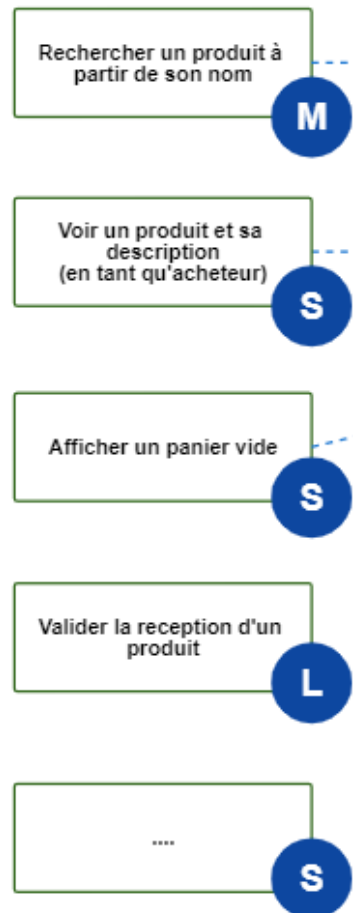 Rechercher un produit à
partir de son nom
M
Voir un produit et sa
description
(en tant qu'acheteur)
S
Afficher un panier vide
S
Valider la reception d'un
produit
L
....
S